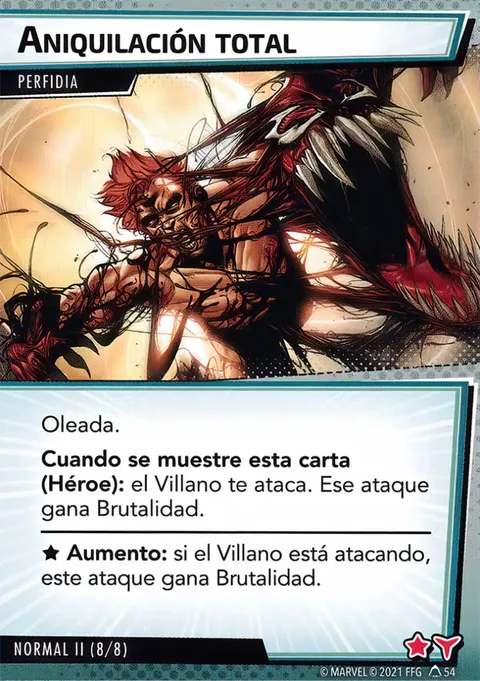 ANIQUILACIÓN TOTAL
PERFIDIA
Oleada.
Cuando se muestre esta carta
(Héroe): el Villano te ataca. Ese ataque
gana Brutalidad.
★ Aumento: si el Villano está atacando,
este ataque gana Brutalidad.
NORMAL II (8/8)
© MARVEL © 2021 FFG 54